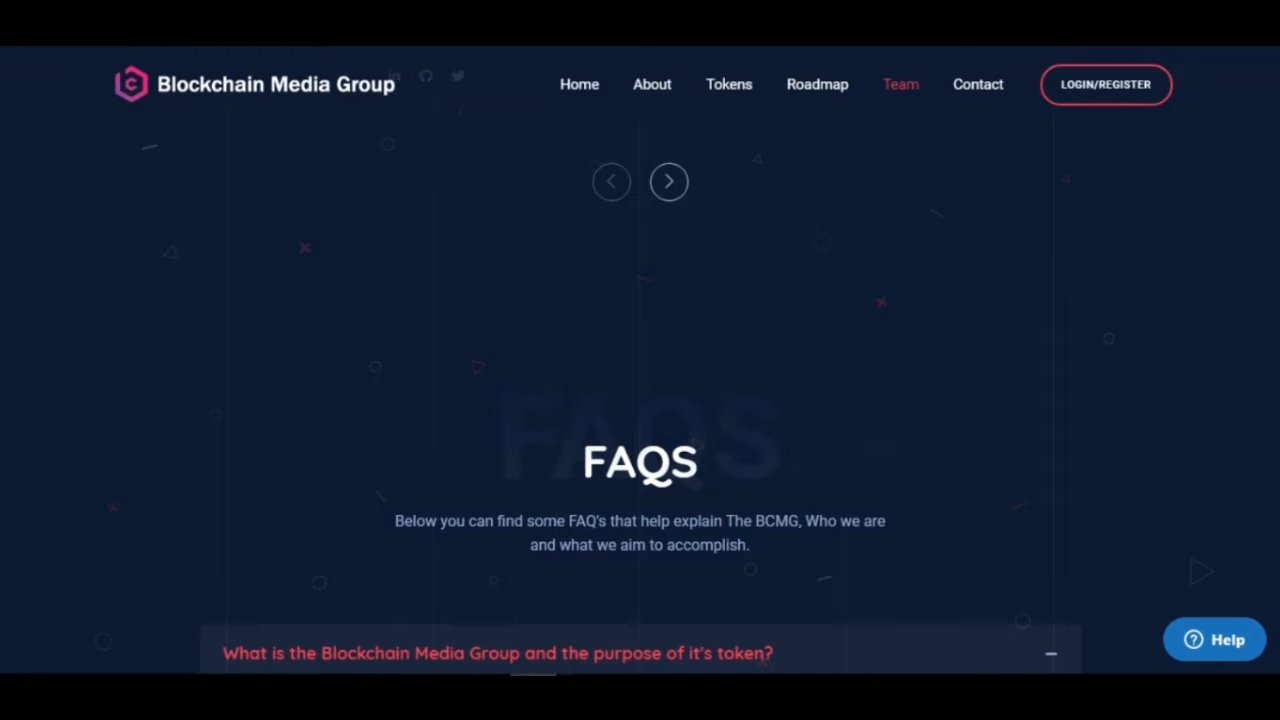 Blockchain Media Group
Home About Tokens Roadmap Team Contact LOGIN/REGISTER
FAQS
FAQS
Below you can find some FAQ's that help explain The BCMG, Who we are
and what we aim to accomplish.
What is the Blockchain Media Group and the purpose of it's token?
Help